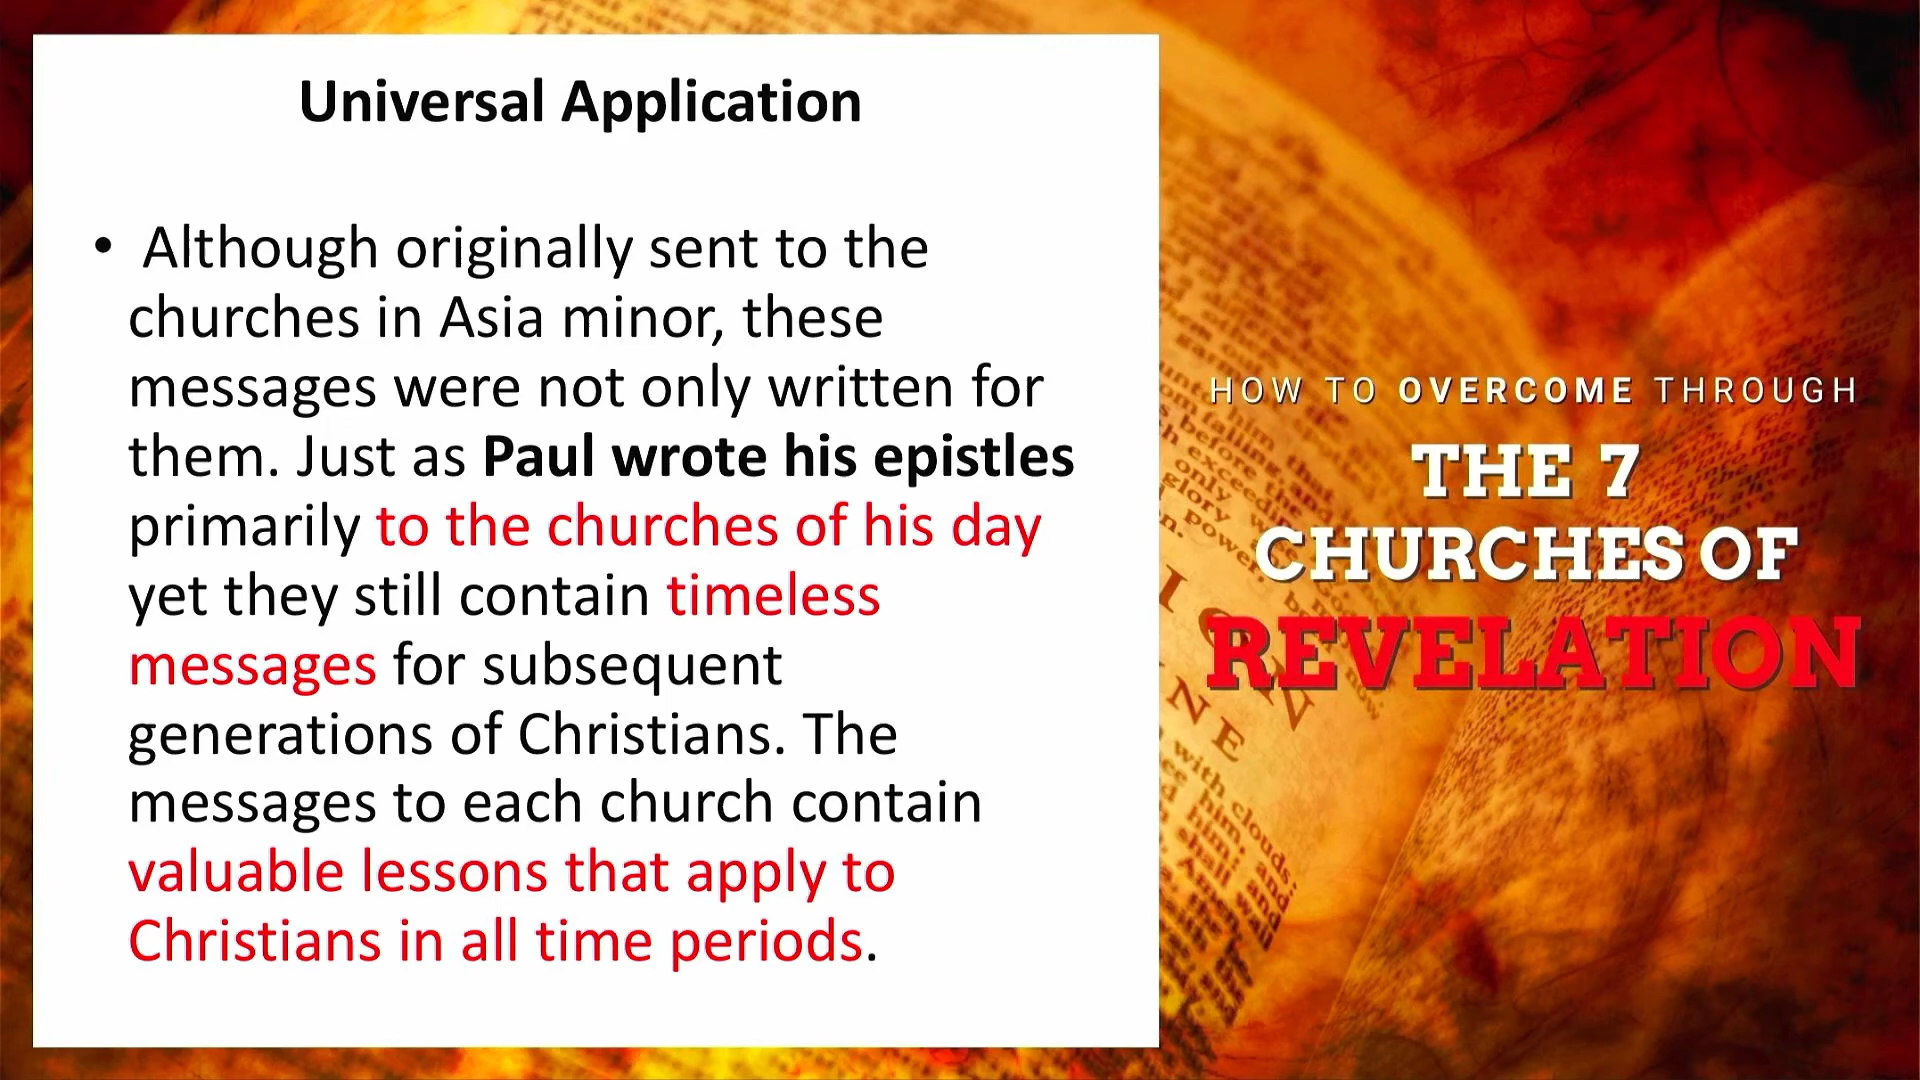 Universal Application
• Although originally sent to the
churches in Asia minor, these
messages were not only written for
them. Just as Paul wrote his epistles
primarily to the churches of his day
yet they still contain timeless
messages for subsequent
generations of Christians. The
messages to each church contain
valuable lessons that apply to
Christians in all time periods.
HOW TO OVERCOME THROUGH
THE 7
CHURCHES OF
REVELATION
with clouds,